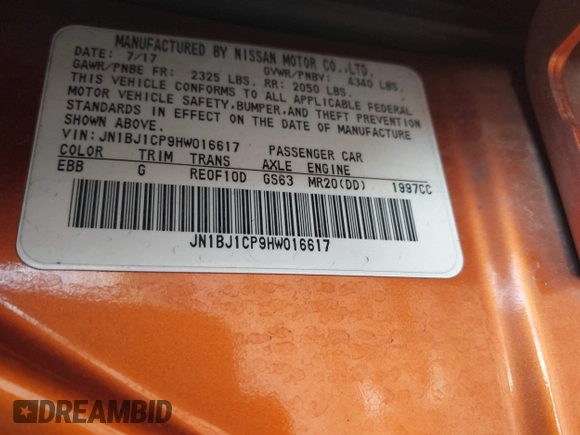 MANUFACTURED BY NISSAN MOTOR CO.,LTD.
DATE: 7/17 GVWR/PNBV: 4340 LBS.
GAWR/PNBE FR: 2325 LBS. RR: 2050 LBS.
THIS VEHICLE CONFORMS TO ALL APPLICABLE FEDERAL
MOTOR VEHICLE SAFETY,BUMPER,AND THEFT PREVENTION
STANDARDS IN EFFECT ON THE DATE OF MANUFACTURE
SHOWN ABOVE.
VIN:JN1BJ1CP9HW016617 PASSENGER CAR
COLOR TRIM TRANS AXLE ENGINE
EBB G RE0F10D GS63 MR20(DD) 1997CC
JN1BJ1CP9HW016617
DREAMBID